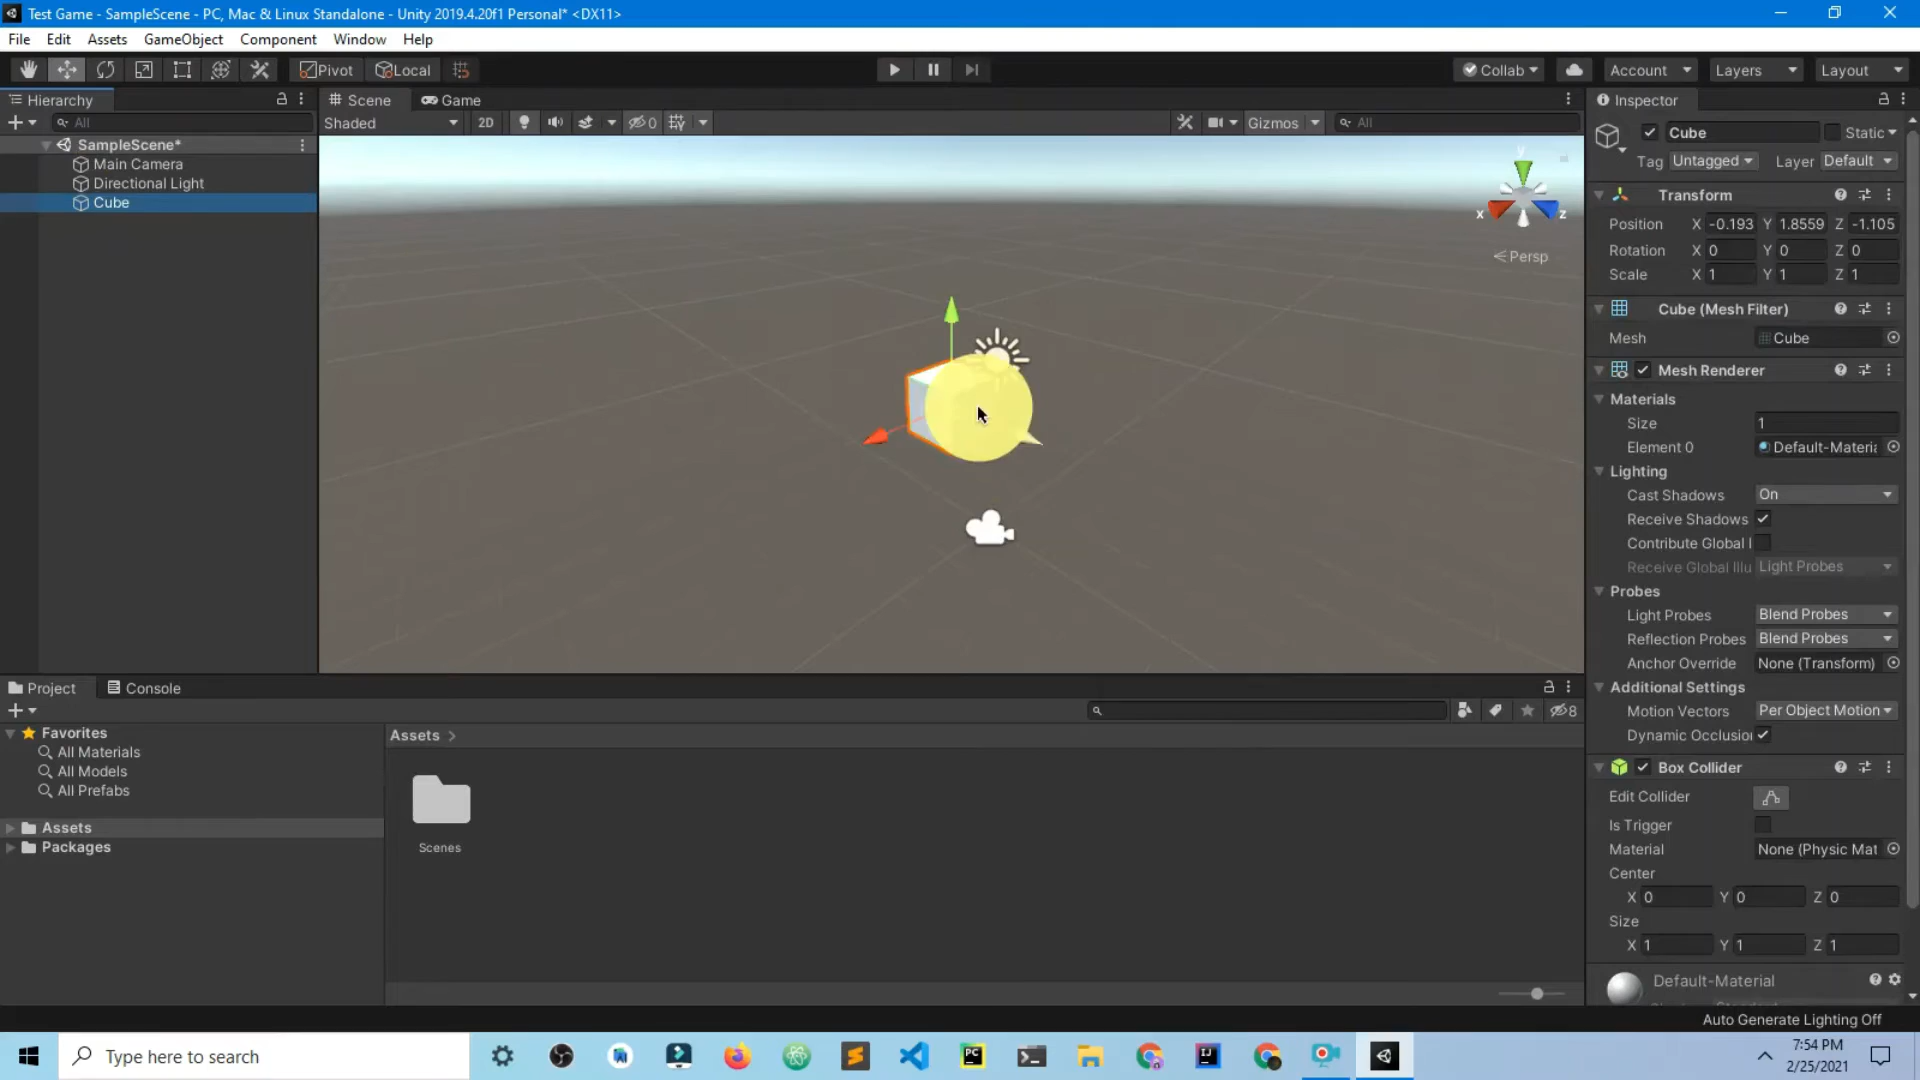 Test Game - SampleScene - PC, Mac & Linux Standalone - Unity 2019.4.20f1 Personal* <DX11>
File Edit Assets GameObject Component Window Help
Pivot Local Collab Account Layers Layout
Hierarchy
All
SampleScene*
Main Camera
Directional Light
Cube
Scene Game
Shaded 2D 0 Gizmos All
y
x z
Persp
Inspector
Cube Static
Tag Untagged Layer Default
Transform
Position X -0.193 Y 1.8559 Z -1.105
Rotation X 0 Y 0 Z 0
Scale X 1 Y 1 Z 1
Cube (Mesh Filter)
Mesh Cube
Mesh Renderer
Materials
Size 1
Element 0 Default-Materia
Lighting
Cast Shadows On
Receive Shadows
Contribute Global I
Receive Global Illu Light Probes
Probes
Light Probes Blend Probes
Reflection Probes Blend Probes
Anchor Override None (Transform)
Additional Settings
Motion Vectors Per Object Motion
Dynamic Occlusion
Box Collider
Edit Collider
Is Trigger
Material None (Physic Mat
Center
X 0 Y 0 Z 0
Size
X 1 Y 1 Z 1
Default-Material
Project Console
8
Favorites
All Materials
All Models
All Prefabs
Assets
Packages
Assets >
Scenes
Auto Generate Lighting Off
Type here to search
PC
IJ
7:54 PM
2/25/2021